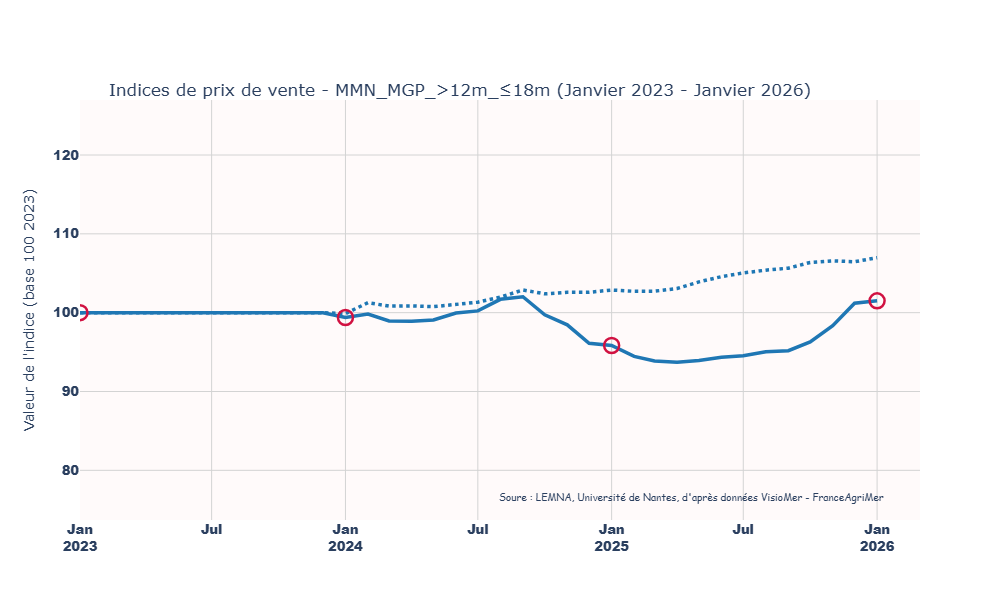 Indices de prix de vente - MMN_MGP_>12m_≤18m (Janvier 2023 - Janvier 2026)
Valeur de l'indice (base 100 2023)
120
110
100
90
80
Soure : LEMNA, Université de Nantes, d'après données VisioMer - FranceAgriMer
Jan Jul Jan Jul Jan Jul Jan
2023 2024 2025 2026